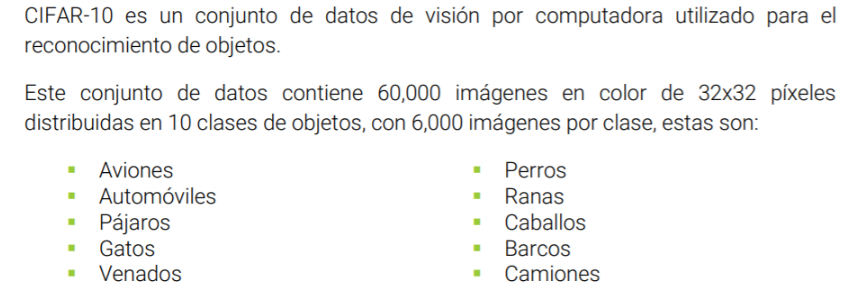 CIFAR-10 es un conjunto de datos de visión por computadora utilizado para el
reconocimiento de objetos.
Este conjunto de datos contiene 60,000 imágenes en color de 32x32 píxeles
distribuidas en 10 clases de objetos, con 6,000 imágenes por clase, estas son:
▪ Aviones
▪ Automóviles
▪ Pájaros
▪ Gatos
▪ Venados
▪ Perros
▪ Ranas
▪ Caballos
▪ Barcos
▪ Camiones